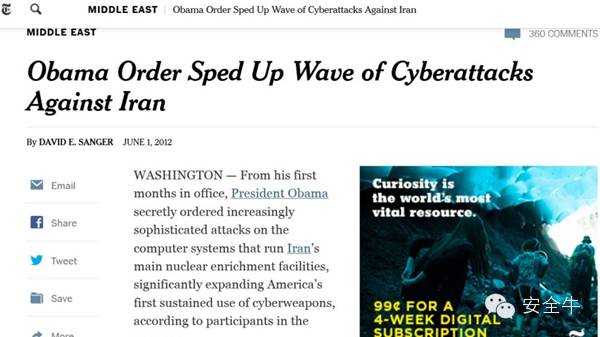 MIDDLE EAST | Obama Order Sped Up Wave of Cyberattacks Against Iran
MIDDLE EAST
360 COMMENTS
Obama Order Sped Up Wave of Cyberattacks
Against Iran
By DAVID E. SANGER JUNE 1, 2012
Email
Share
Tweet
Save
More
WASHINGTON — From his first
months in office, President Obama
secretly ordered increasingly
sophisticated attacks on the
computer systems that run Iran's
main nuclear enrichment facilities,
significantly expanding America's
first sustained use of cyberweapons,
according to participants in the
Curiosity is
the world's most
vital resource.
99¢ FOR A
4-WEEK DIGITAL
SUBSCRIPTION
安全牛